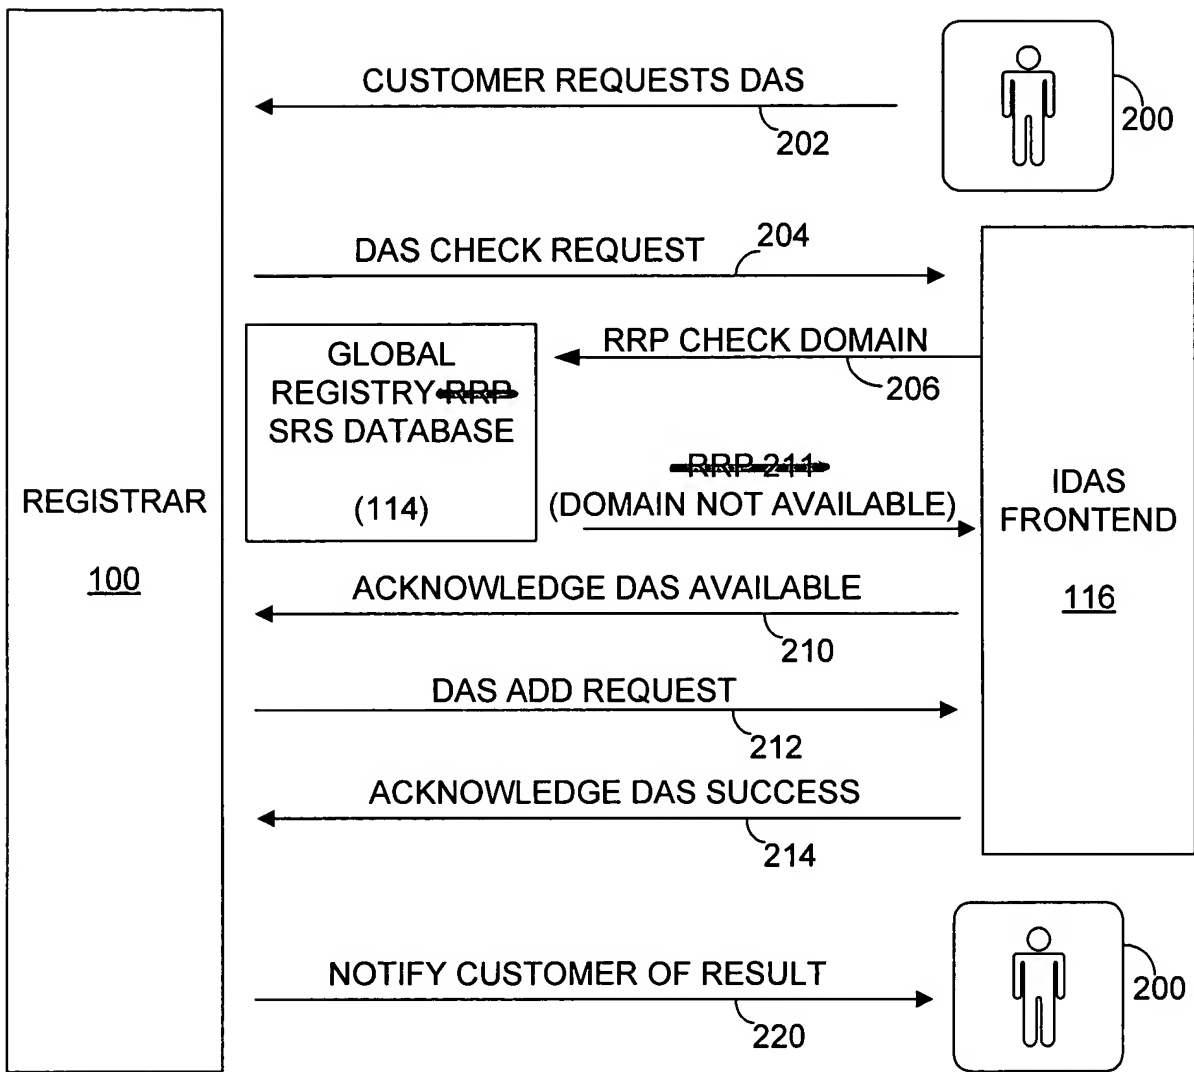 CUSTOMER REQUESTS DAS
202
200
DAS CHECK REQUEST
204
RRP CHECK DOMAIN
206
GLOBAL
REGISTRY RRP
SRS DATABASE
(114)
RRP 211
(DOMAIN NOT AVAILABLE)
REGISTRAR
100
IDAS
FRONTEND
116
ACKNOWLEDGE DAS AVAILABLE
210
DAS ADD REQUEST
212
ACKNOWLEDGE DAS SUCCESS
214
NOTIFY CUSTOMER OF RESULT
220
200